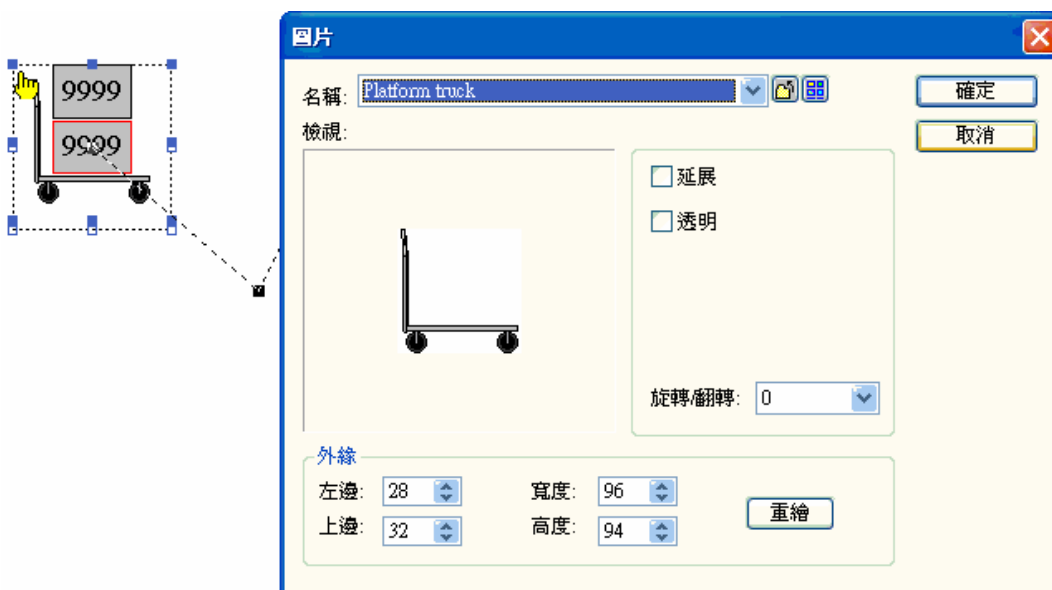 圖片
9999
9999
名稱: Platform truck
確定
檢視:
取消
延展
透明
旋轉/翻轉: 0
外緣
左邊: 28
寬度: 96
重繪
上邊: 32
高度: 94